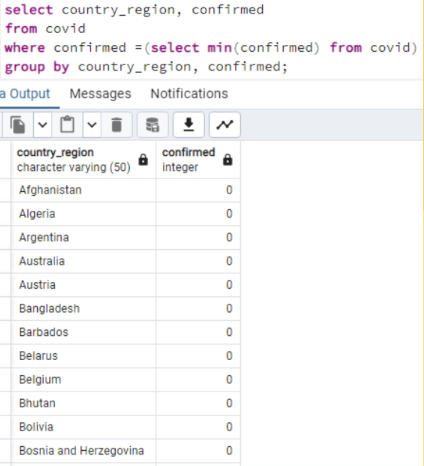 select country_region, confirmed
from covid
where confirmed =(select min(confirmed) from covid)
group by country_region, confirmed;
a Output Messages Notifications
country_region confirmed
character varying (50) integer
Afghanistan 0
Algeria 0
Argentina 0
Australia 0
Austria 0
Bangladesh 0
Barbados 0
Belarus 0
Belgium 0
Bhutan 0
Bolivia 0
Bosnia and Herzegovina 0